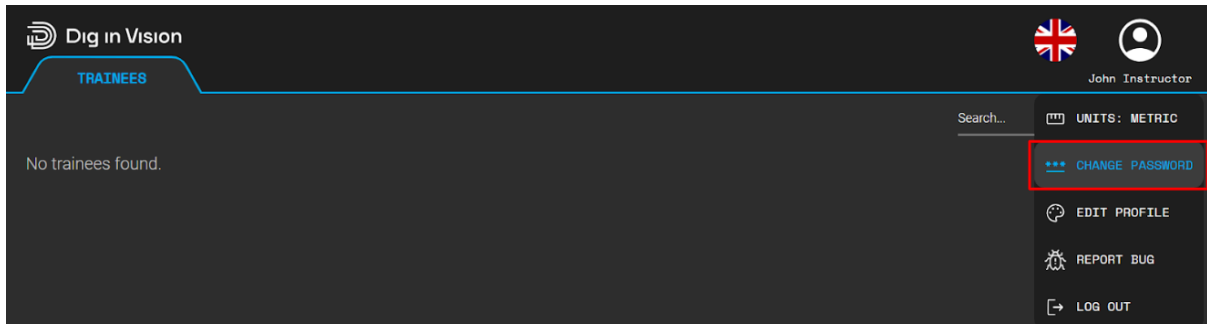 Dig in Vision
TRAINEES
John Instructor
Search...
UNITS: METRIC
No trainees found.
CHANGE PASSWORD
EDIT PROFILE
REPORT BUG
LOG OUT